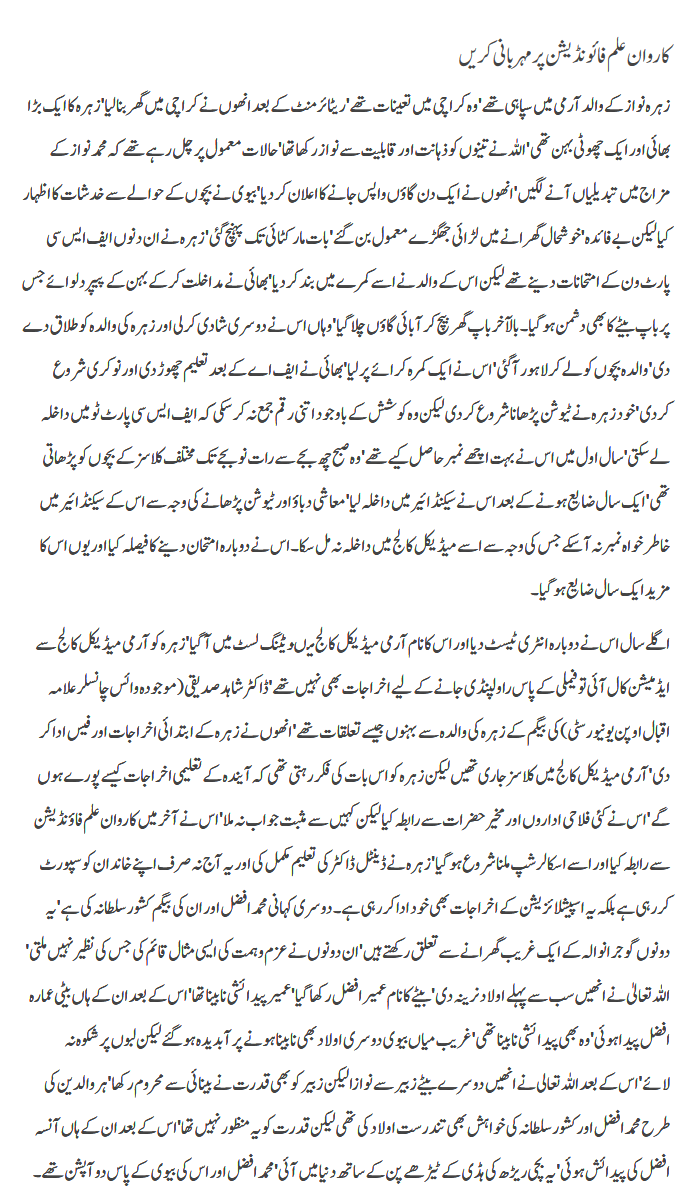 کاروان علم فائونڈیشن پر مہربانی کریں
زہرہ نواز کے والد آرمی میں سپاہی تھے'وہ کراچی میں تعینات تھے'ریٹائرمنٹ کے بعد انھوں نے کراچی میں گھر بنا لیا'زہرہ کا ایک بڑا
بھائی اور ایک چھوٹی بہن تھی'اللہ نے تینوں کو ذہانت اور قابلیت سے نواز رکھا تھا'حالات معمول پر چل رہے تھے کہ محمد نواز کے
مزاج میں تبدیلیاں آنے لگیں'انھوں نے ایک دن گاؤں واپس جانے کا اعلان کر دیا'بیوی نے بچوں کے حوالے سے خدشات کا اظہار
کیا لیکن بے فائدہ'خوشحال گھرانے میں لڑائی جھگڑے معمول بن گئے'بات مار کٹائی تک پہنچ گئی'زہرہ نے ان دنوں ایف ایس سی
پارٹ ون کے امتحانات دینے تھے لیکن اس کے والد نے اسے کمرے میں بند کر دیا'بھائی نے مداخلت کر کے بہن کے پیپر دلوائے جس
پر باپ بیٹے کا بھی دشمن ہو گیا۔ بالآخر باپ گھر بیچ کر آبائی گاؤں چلا گیا'وہاں اس نے دوسری شادی کر لی اور زہرہ کی والدہ کو طلاق دے
دی'والدہ بچوں کو لے کر لاہور آ گئی'اس نے ایک کمرہ کرائے پر لیا'بھائی نے ایف اے کے بعد تعلیم چھوڑ دی اور نوکری شروع
کر دی'خود زہرہ نے ٹیوشن پڑھانا شروع کر دی لیکن وہ کوشش کے باوجود اتنی رقم جمع نہ کر سکی کہ ایف ایس سی پارٹ ٹو میں داخلہ
لے سکتی'سال اول میں اس نے بہت اچھے نمبر حاصل کیے تھے'وہ صبح چھ بجے سے رات نو بجے تک مختلف کلاسز کے بچوں کو پڑھاتی
تھی'ایک سال ضایع ہونے کے بعد اس نے سیکنڈ ائیر میں داخلہ لیا'معاشی دباؤ اور ٹیوشن پڑھانے کی وجہ سے اس کے سیکنڈ ائیر میں
خاطر خواہ نمبر نہ آ سکے جس کی وجہ سے اسے میڈیکل کالج میں داخلہ نہ مل سکا۔ اس نے دوبارہ امتحان دینے کا فیصلہ کیا اور یوں اس کا
مزید ایک سال ضایع ہو گیا۔
اگلے سال اس نے دوبارہ انٹری ٹیسٹ دیا اور اس کا نام آرمی میڈیکل کالج یںں ویٹنگ لسٹ میں آ گیا'زہرہ کو آرمی میڈیکل کالج سے
ایڈمیشن کال آئی تو فیملی کے پاس راولپنڈی جانے کے لیے اخراجات بھی نہیں تھے'ڈاکٹر شاہد صدیقی (موجودہ وائس چانسلر علامہ
اقبال اوپن یونیورسٹی) کی بیگم کے زہرہ کی والدہ سے بہنوں جیسے تعلقات تھے'انھوں نے زہرہ کے ابتدائی اخراجات اور فیس ادا کر
دی'آرمی میڈیکل کالج میں کلاسز جاری تھیں لیکن زہرہ کو اس بات کی فکر رہتی تھی کہ آیندہ کے تعلیمی اخراجات کیسے پورے ہوں
گے'اس نے کئی فلاحی اداروں اور مخیر حضرات سے رابطہ کیا لیکن کہیں سے مثبت جواب نہ ملا'اس نے آخر میں کاروان علم فاؤنڈیشن
سے رابطہ کیا اور اسے اسکالر شپ ملنا شروع ہو گیا'زہرہ نے ڈینٹل ڈاکٹر کی تعلیم مکمل کی اور یہ آج نہ صرف اپنے خاندان کو سپورٹ
کر رہی ہے بلکہ یہ اسپیشلائزیشن کے اخراجات بھی خود ادا کر رہی ہے۔ دوسری کہانی محمد افضل اور ان کی بیگم کشور سلطانہ کی ہے'یہ
دونوں گوجرانوالہ کے ایک غریب گھرانے سے تعلق رکھتے ہیں'ان دونوں نے عزم و ہمت کی ایسی مثال قائم کی جس کی نظیر نہیں ملتی'
اللہ تعالیٰ نے انھیں سب سے پہلے اولاد نرینہ دی'بیٹے کا نام عمیر افضل رکھا گیا'عمیر پیدائشی نابینا تھا'اس کے بعد ان کے ہاں بیٹی عمارہ
افضل پیدا ہوئی'وہ بھی پیدائشی نابینا تھی'غریب میاں بیوی دوسری اولاد بھی نابینا ہونے پر آبدیدہ ہو گئے لیکن لبوں پر شکوہ نہ
لائے'اس کے بعد اللہ تعالی نے انھیں دوسرے بیٹے زبیر سے نوازا لیکن زبیر کو بھی قدرت نے بینائی سے محروم رکھا'ہر والدین کی
طرح محمد افضل اور کشور سلطانہ کی خواہش بھی تندرست اولاد کی تھی لیکن قدرت کو یہ منظور نہیں تھا'اس کے بعد ان کے ہاں آنسہ
افضل کی پیدائش ہوئی'یہ بچی ریڑھ کی ہڈی کے ٹیڑھے پن کے ساتھ دنیا میں آئی'محمد افضل اور اس کی بیوی کے پاس دو آپشن تھے۔